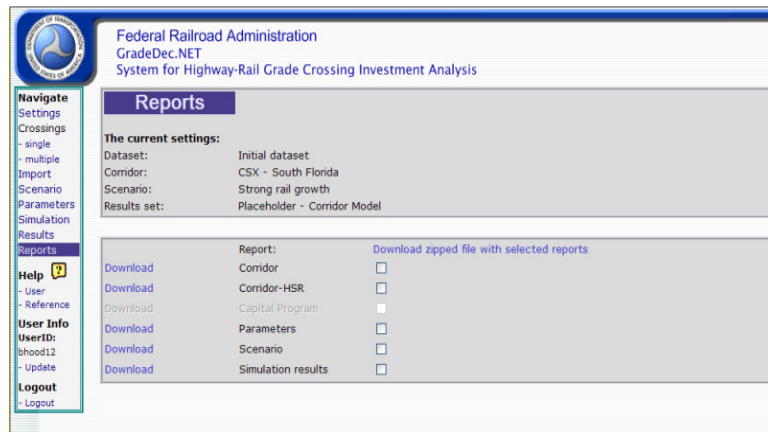 Federal Railroad Administration
GradeDec.NET
System for Highway-Rail Grade Crossing Investment Analysis
Navigate
Settings
Crossings
- single
- multiple
Import
Scenario
Parameters
Simulation
Results
Reports
Help ?
- User
- Reference
User Info
UserID:
bhood12
- Update
Logout
- Logout
Reports
The current settings:
Dataset: Initial dataset
Corridor: CSX - South Florida
Scenario: Strong rail growth
Results set: Placeholder - Corridor Model
Report: Download zipped file with selected reports
Download Corridor
Download Corridor-HSR
Download Capital Program
Download Parameters
Download Scenario
Download Simulation results